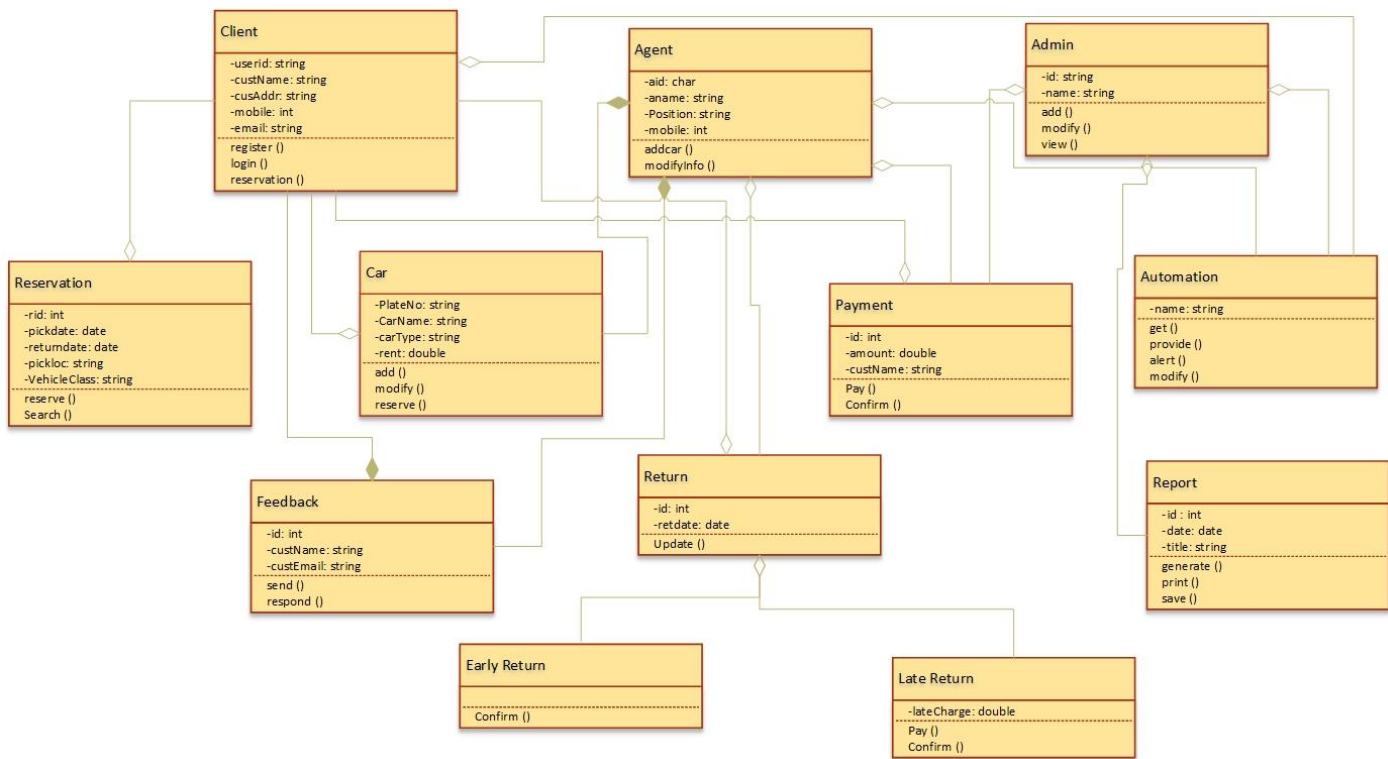 Client
-userid: string
-custName: string
-cusAddr: string
-mobile: int
-email: string
register ()
login ()
reservation ()
Agent
-aid: char
-aname: string
-Position: string
-mobile: int
addcar ()
modifyInfo ()
Admin
-id: string
-name: string
add ()
modify ()
view ()
Reservation
-rid: int
-pickdate: date
-returndate: date
-pickloc: string
-VehicleClass: string
reserve ()
Search ()
Car
-PlateNo: string
-CarName: string
-carType: string
-rent: double
add ()
modify ()
reserve ()
Payment
-id: int
-amount: double
-custName: string
Pay ()
Confirm ()
Automation
-name: string
get ()
provide ()
alert ()
modify ()
Feedback
-id: int
-custName: string
-custEmail: string
send ()
respond ()
Return
-id: int
-retdate: date
Update ()
Report
-id : int
-date: date
-title: string
generate ()
print ()
save ()
Early Return
Confirm ()
Late Return
-lateCharge: double
Pay ()
Confirm ()